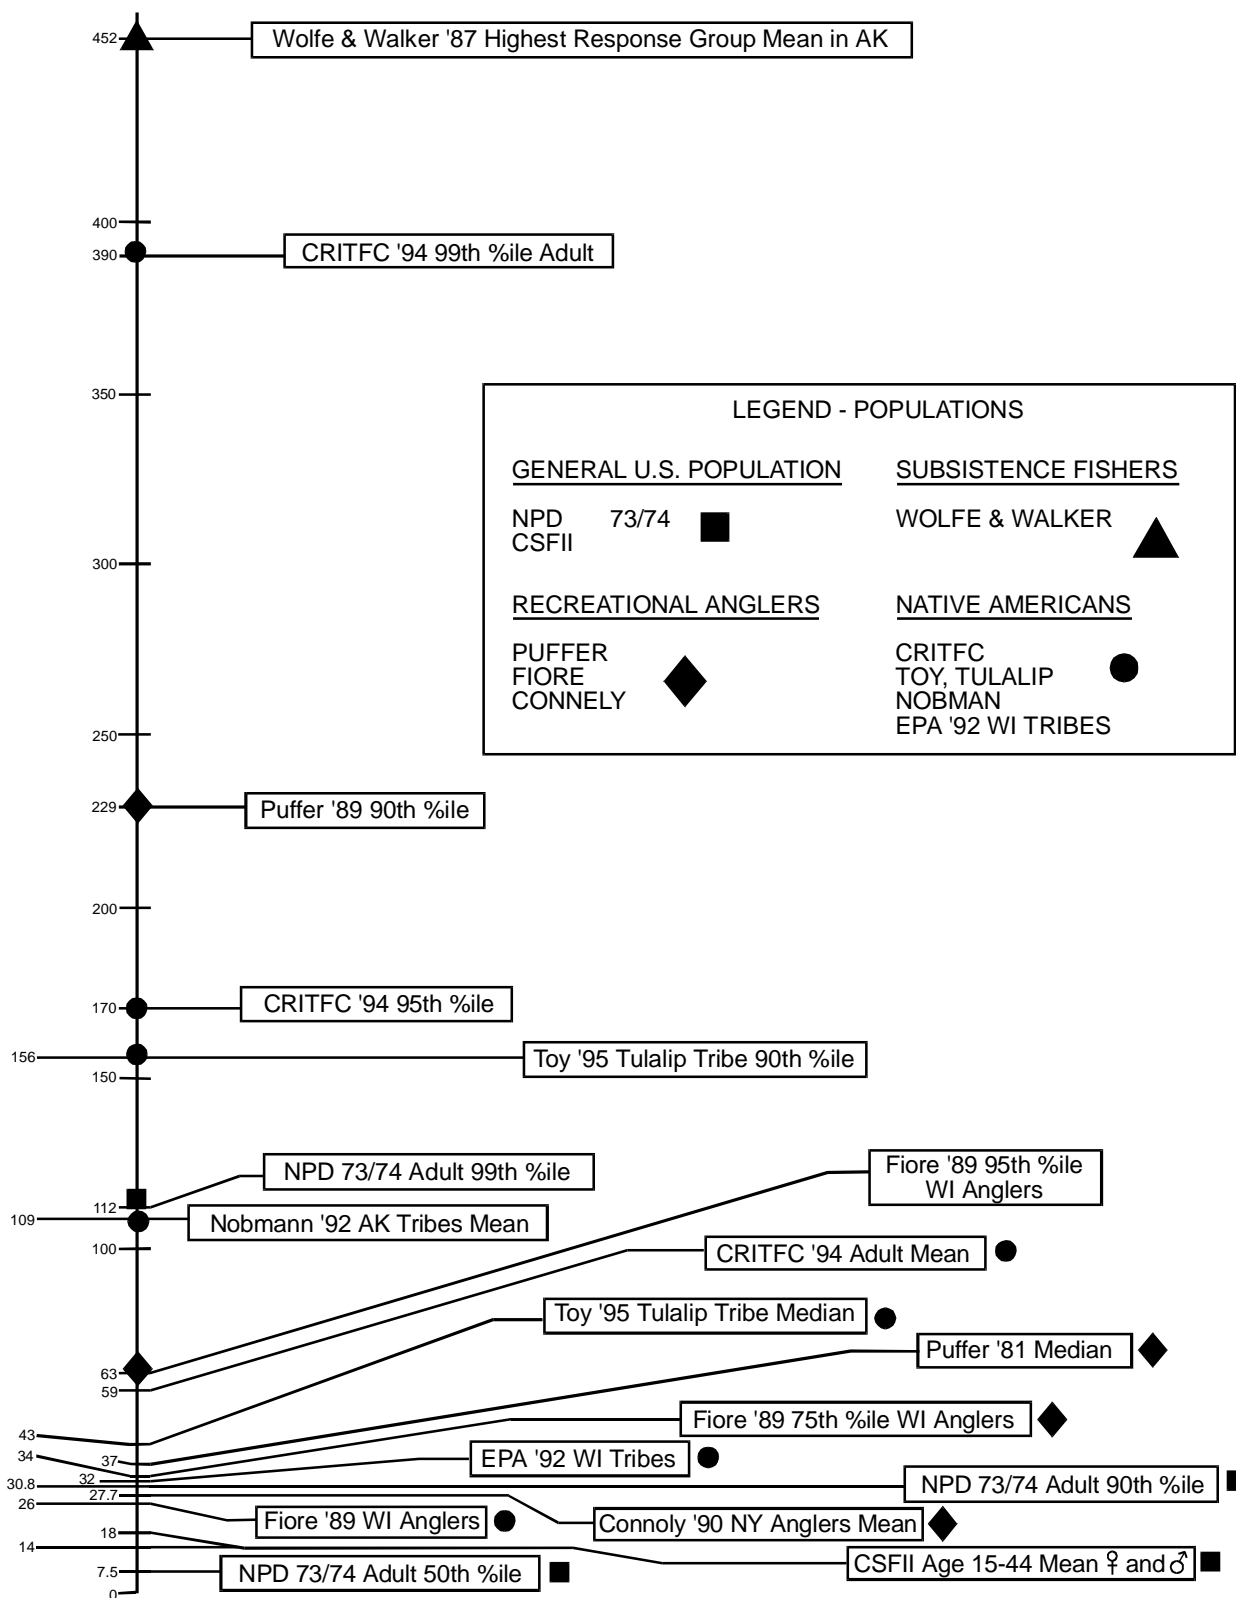 452
Wolfe & Walker '87 Highest Response Group Mean in AK
400
390
CRITFC '94 99th %ile Adult
350
LEGEND - POPULATIONS
GENERAL U.S. POPULATION
NPD 73/74
CSFII
SUBSISTENCE FISHERS
WOLFE & WALKER
300
RECREATIONAL ANGLERS
PUFFER
FIORE
CONNELY
NATIVE AMERICANS
CRITFC
TOY, TULALIP
NOBMAN
EPA '92 WI TRIBES
250
229
Puffer '89 90th %ile
200
170
CRITFC '94 95th %ile
156
Toy '95 Tulalip Tribe 90th %ile
150
NPD 73/74 Adult 99th %ile
Fiore '89 95th %ile
WI Anglers
112
109
Nobmann '92 AK Tribes Mean
100
CRITFC '94 Adult Mean
Toy '95 Tulalip Tribe Median
Puffer '81 Median
63
59
Fiore '89 75th %ile WI Anglers
43
34
37
EPA '92 WI Tribes
32
30.8
NPD 73/74 Adult 90th %ile
27.7
26
Fiore '89 WI Anglers
Connoly '90 NY Anglers Mean
18
14
CSFII Age 15-44 Mean ♀ and ♂
7.5
NPD 73/74 Adult 50th %ile
0